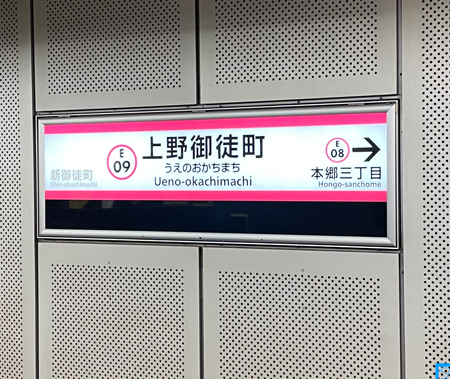 新御徒町
Shin-okachimachi
E
09
上野御徒町
うえのおかちまち
Ueno-okachimachi
E
08
本郷三丁目
Hongo-sanchome